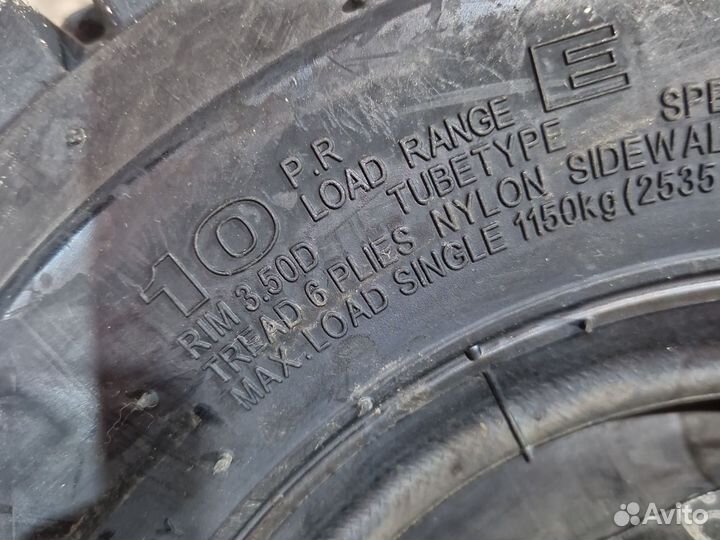 10 P.R
LOAD RANGE E
RIM 3.50D TUBETYPE SPE
TREAD 6 PLIES NYLON SIDEWAL
MAX.LOAD SINGLE 1150kg(2535
Avito